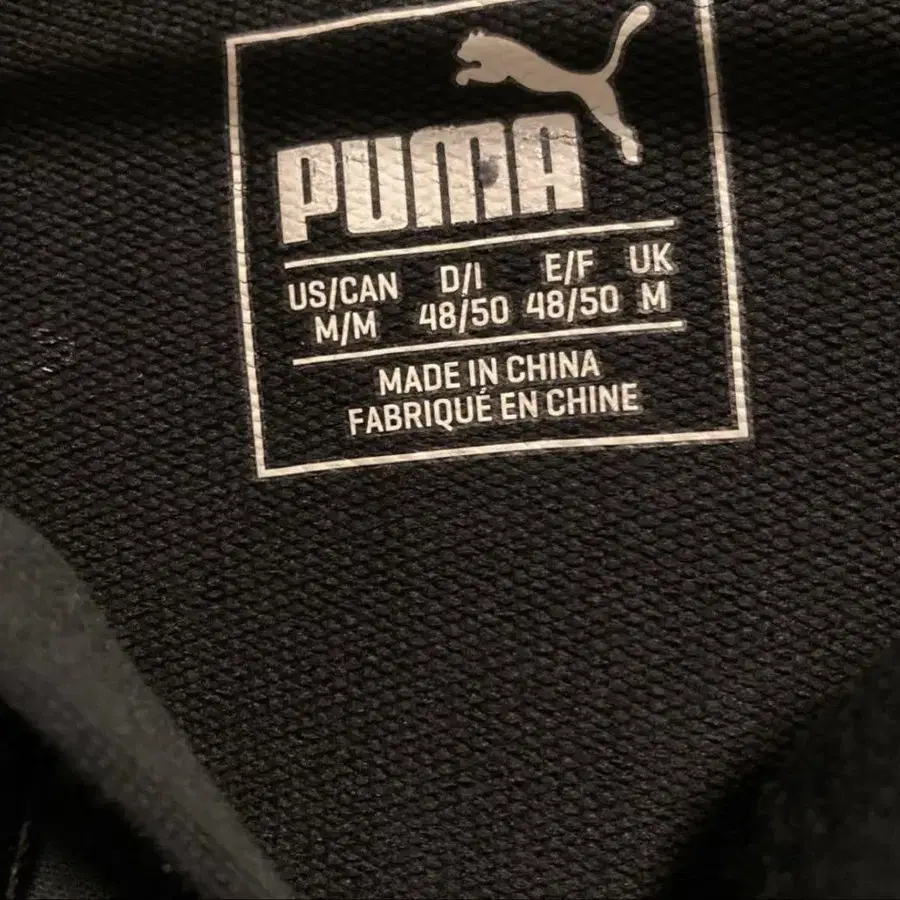 PUMA
US/CAN D/I E/F UK
M/M 48/50 48/50 M
MADE IN CHINA
FABRIQUÉ EN CHINE